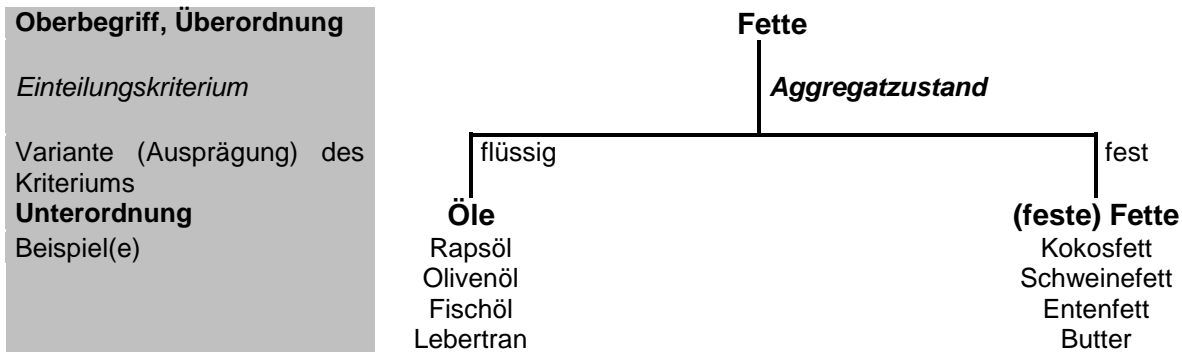 Oberbegriff, Überordnung
Fette
Einteilungskriterium
Aggregatzustand
Variante (Ausprägung) des
Kriteriums
flüssig
fest
Unterordnung
Öle
(feste) Fette
Beispiel(e)
Rapsöl
Kokosfett
Olivenöl
Schweinefett
Fischöl
Entenfett
Lebertran
Butter